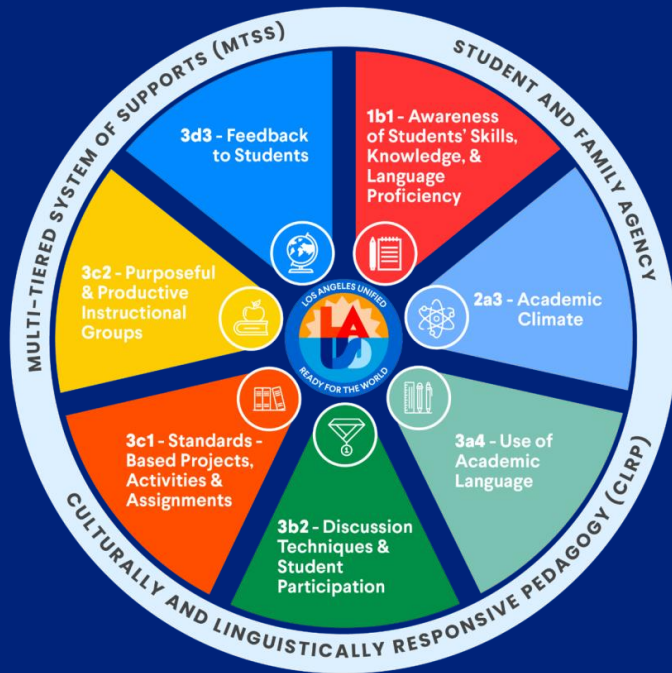 MULTI-TIERED SYSTEM OF SUPPORTS (MTSS)
STUDENT AND FAMILY AGENCY
CULTURALLY AND LINGUISTICALLY RESPONSIVE PEDAGOGY (CLRP)
1b1 - Awareness
of Students' Skills,
Knowledge, &
Language
Proficiency
2a3 - Academic
Climate
3a4 - Use of
Academic
Language
3b2 - Discussion
Techniques &
Student
Participation
1
3c1 - Standards -
Based Projects,
Activities &
Assignments
3c2 - Purposeful
& Productive
Instructional
Groups
3d3 - Feedback
to Students
LOS ANGELES UNIFIED
LA
USD
READY FOR THE WORLD